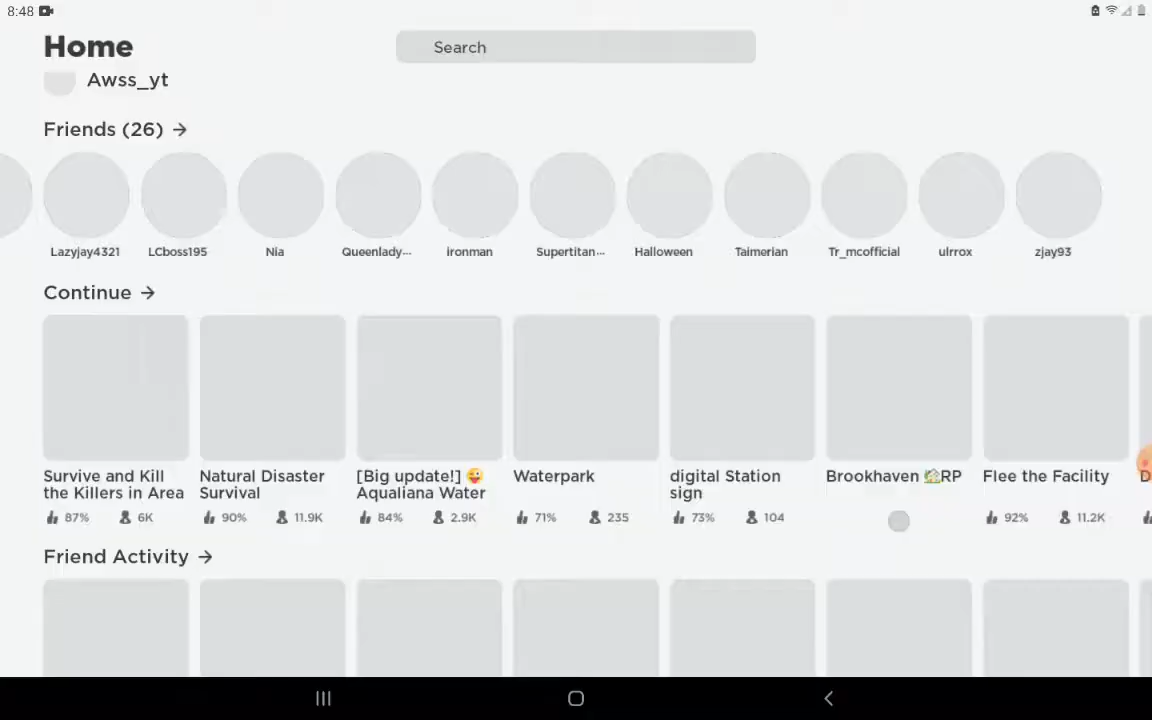 8:48
Home
Search
Awss_yt
Friends (26) →
Lazyjay4321 LCboss195 Nia Queenlady... ironman Supertitan... Halloween Taimerian Tr_mcofficial ulrrox zjay93
Continue →
Survive and Kill the Killers in Area
87% 6K
Natural Disaster Survival
90% 11.9K
[Big update!] 😜 Aqualiana Water
84% 2.9K
Waterpark
71% 235
digital Station sign
73% 104
Brookhaven 🏡RP
Flee the Facility
92% 11.2K
Friend Activity →